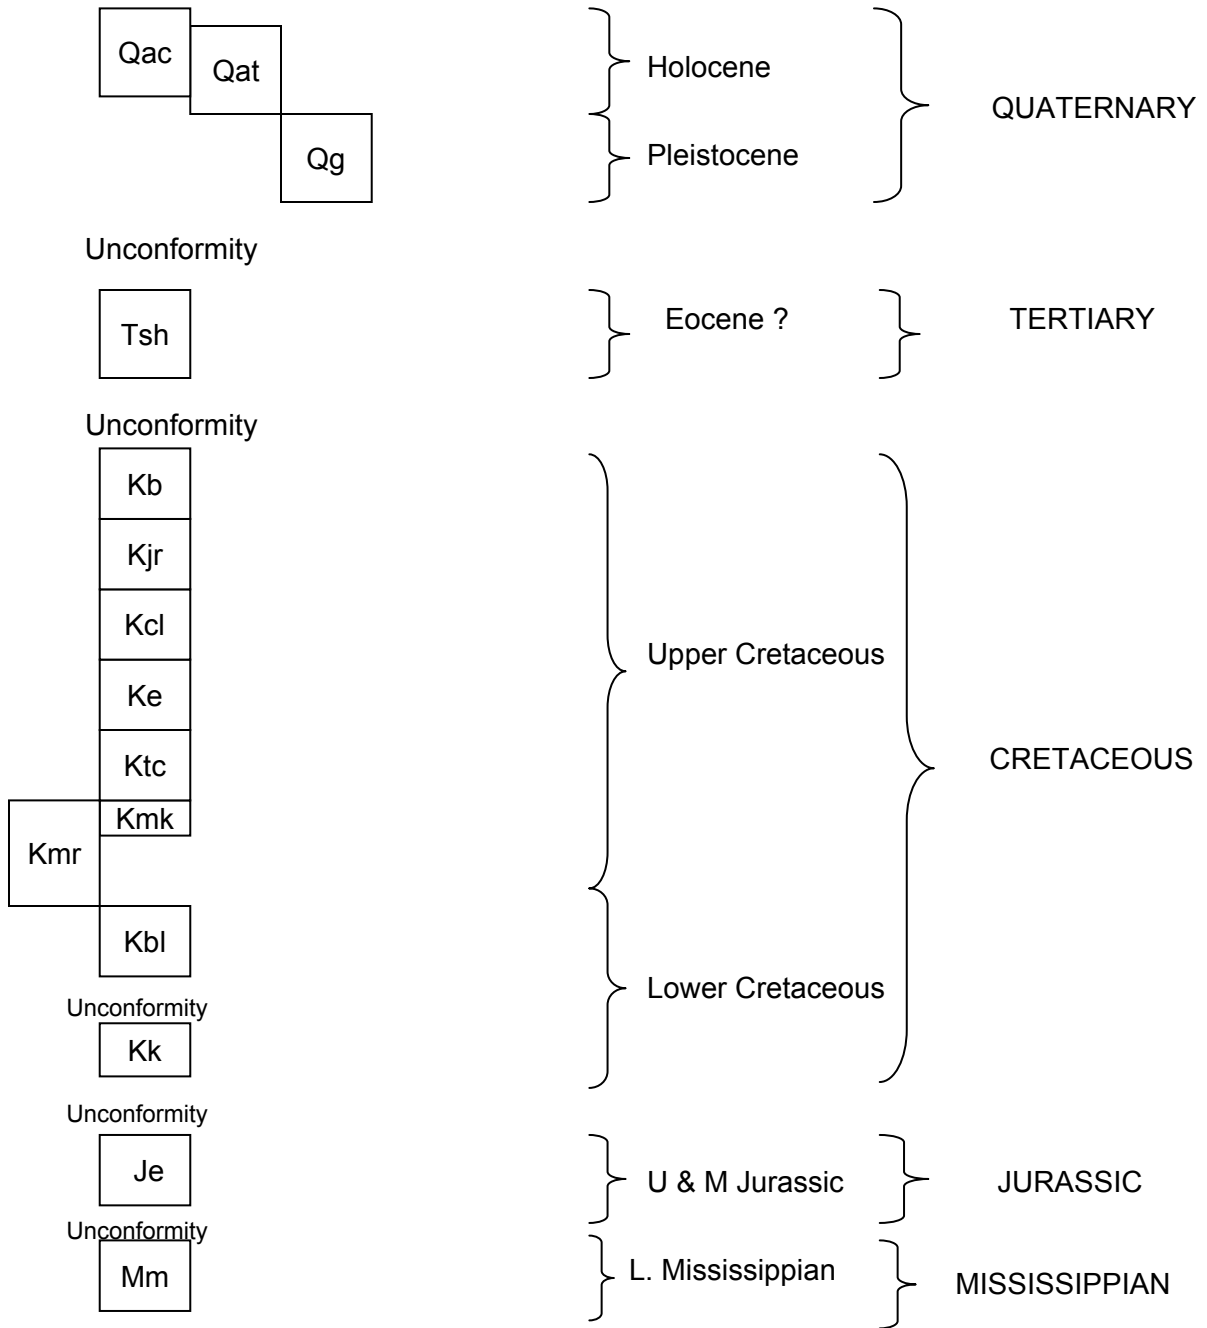 Qac
Qat
Holocene
QUATERNARY
Qg
Pleistocene
Unconformity
Tsh
Eocene ?
TERTIARY
Unconformity
Kb
Kjr
Kcl
Ke
Upper Cretaceous
Ktc
CRETACEOUS
Kmk
Kmr
Kbl
Lower Cretaceous
Unconformity
Kk
Unconformity
Je
U & M Jurassic
JURASSIC
Unconformity
Mm
L. Mississippian
MISSISSIPPIAN